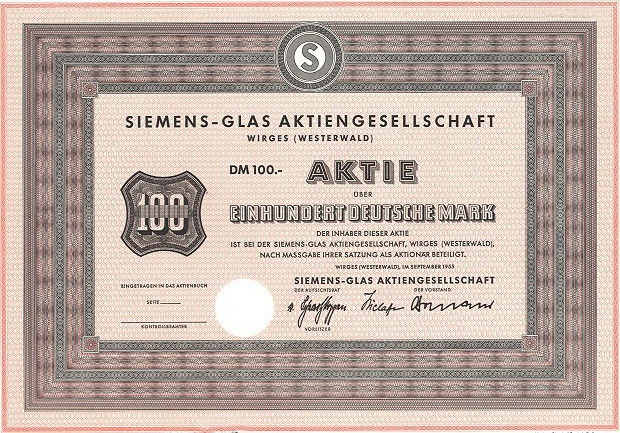 S
SIEMENS-GLAS AKTIENGESELLSCHAFT
WIRGES (WESTERWALD)
DM 100.- AKTIE
ÜBER
100 EINHUNDERT DEUTSCHE MARK
DER INHABER DIESER AKTIE
IST BEI DER SIEMENS-GLAS AKTIENGESELLSCHAFT, WIRGES (WESTERWALD),
NACH MASSGABE IHRER SATZUNG ALS AKTIONÄR BETEILIGT.
WIRGES (WESTERWALD), IM SEPTEMBER 1955
SIEMENS-GLAS AKTIENGESELLSCHAFT
EINGETRAGEN IN DAS AKTIENBUCH
DER AUFSICHTSRAT DER VORSTAND
SEITE
VORSITZER
KONTROLLBEAMTER